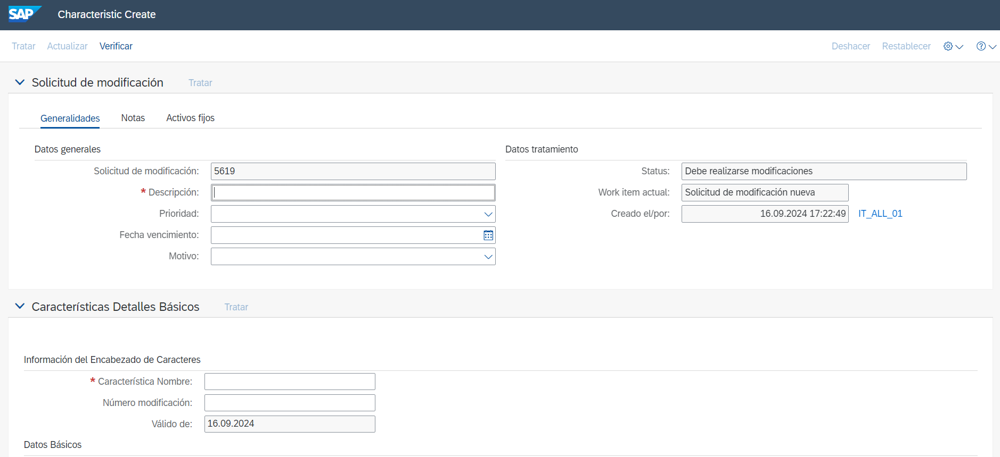 SAP Characteristic Create
Tratar Actualizar Verificar Deshacer Restablecer
Solicitud de modificación Tratar
Generalidades Notas Activos fijos
Datos generales
Solicitud de modificación: 5619
* Descripción:
Prioridad:
Fecha vencimiento:
Motivo:
Datos tratamiento
Status: Debe realizarse modificaciones
Work item actual: Solicitud de modificación nueva
Creado el/por: 16.09.2024 17:22:49 IT_ALL_01
Características Detalles Básicos Tratar
Información del Encabezado de Caracteres
* Característica Nombre:
Número modificación:
Válido de: 16.09.2024
Datos Básicos